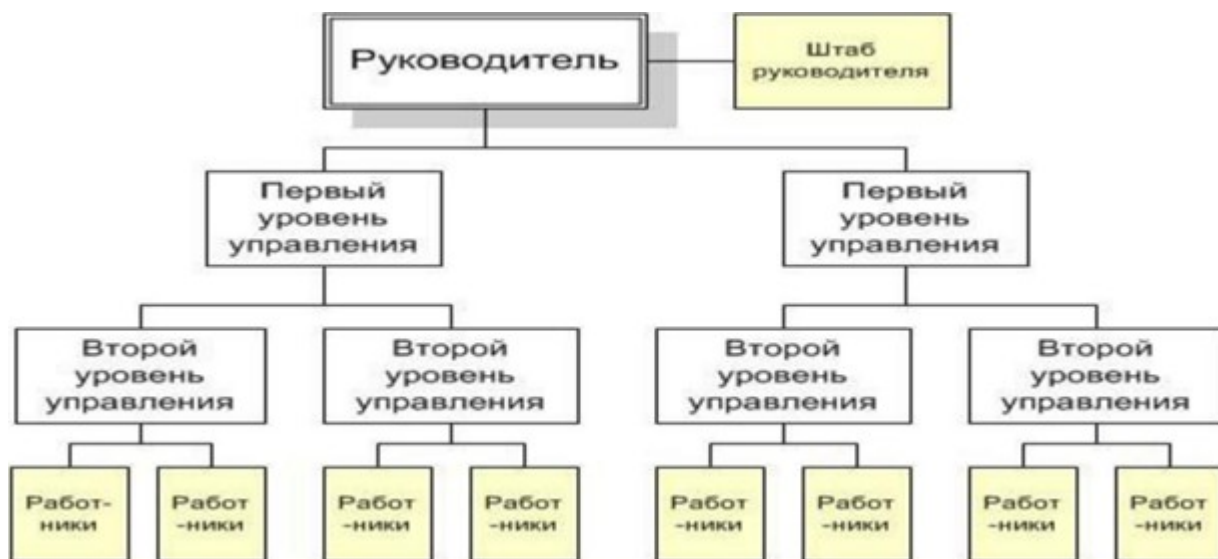 Руководитель
Штаб
руководителя
Первый
уровень
управления
Первый
уровень
управления
Второй
уровень
управления
Второй
уровень
управления
Второй
уровень
управления
Второй
уровень
управления
Работ-
ники
Работ
-ники
Работ
-ники
Работ
-ники
Работ
-ники
Работ
-ники
Работ
-ники
Работ
-ники